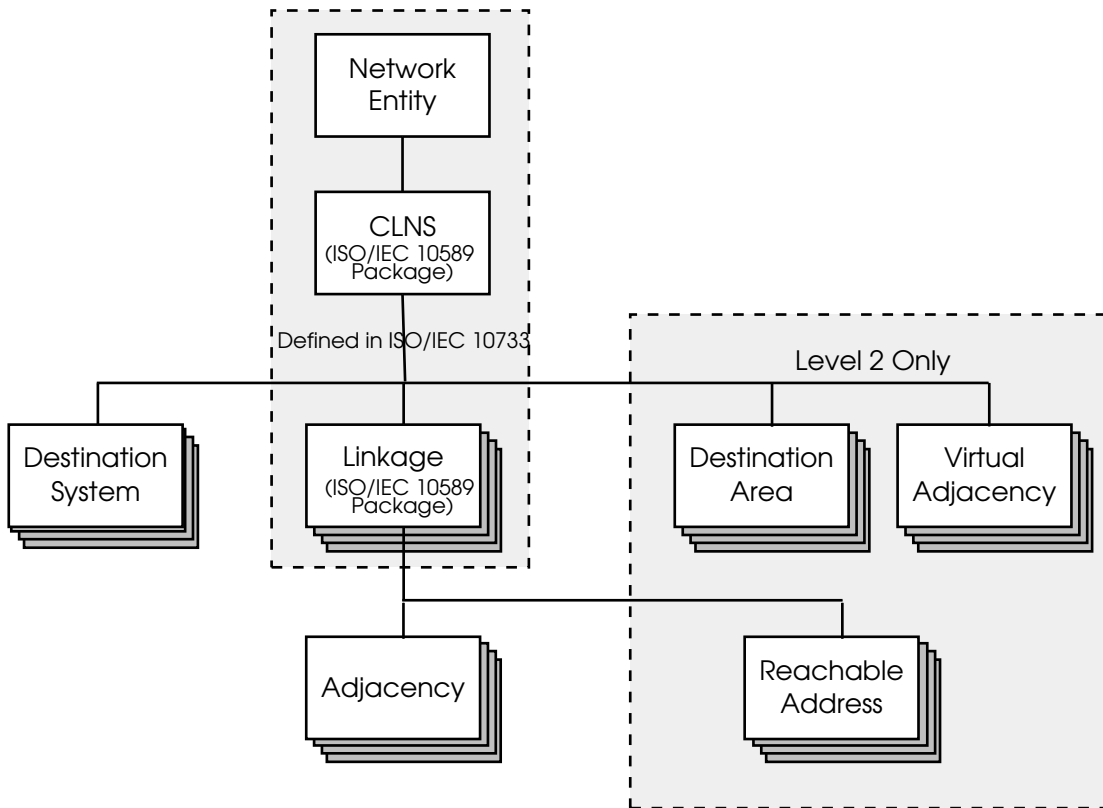 Network
Entity
CLNS
(ISO/IEC 10589
Package)
Defined in ISO/IEC 10733
Level 2 Only
Destination
System
Linkage
(ISO/IEC 10589
Package)
Destination
Area
Virtual
Adjacency
Adjacency
Reachable
Address